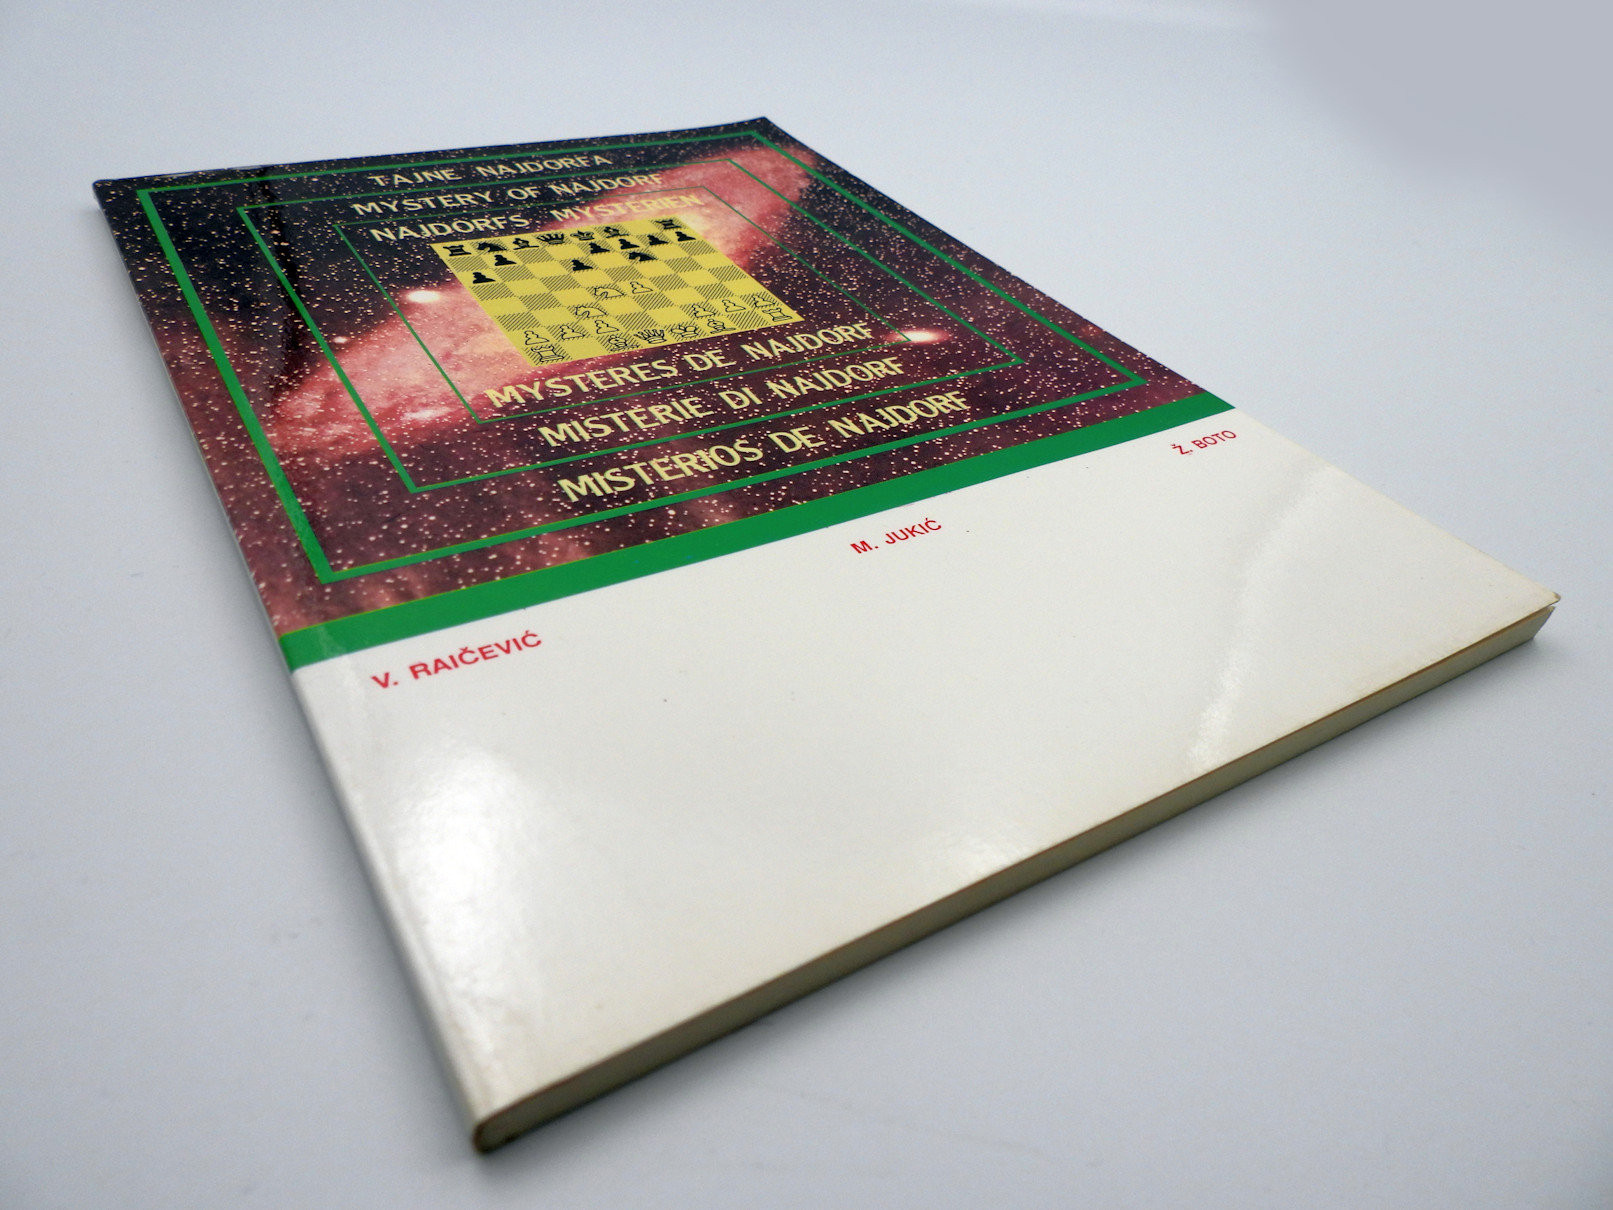 TAJNE NAJDORFA
MYSTERY OF NAJDORF
NAJDORFS MYSTERIEN
MYSTERES DE NAJDORF
MISTERIE DI NAJDORF
MISTERIOS DE NAJDORF
V. RAIČEVIĆ
M. JUKIĆ
Ž. BOTO